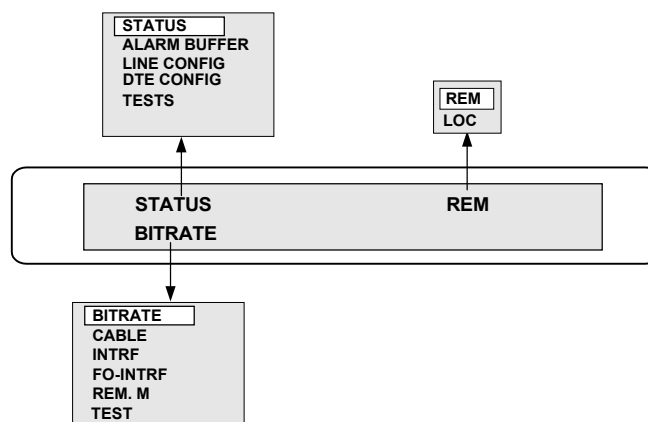 STATUS
ALARM BUFFER
LINE CONFIG
DTE CONFIG
TESTS
REM
LOC
STATUS REM
BITRATE
BITRATE
CABLE
INTRF
FO-INTRF
REM. M
TEST